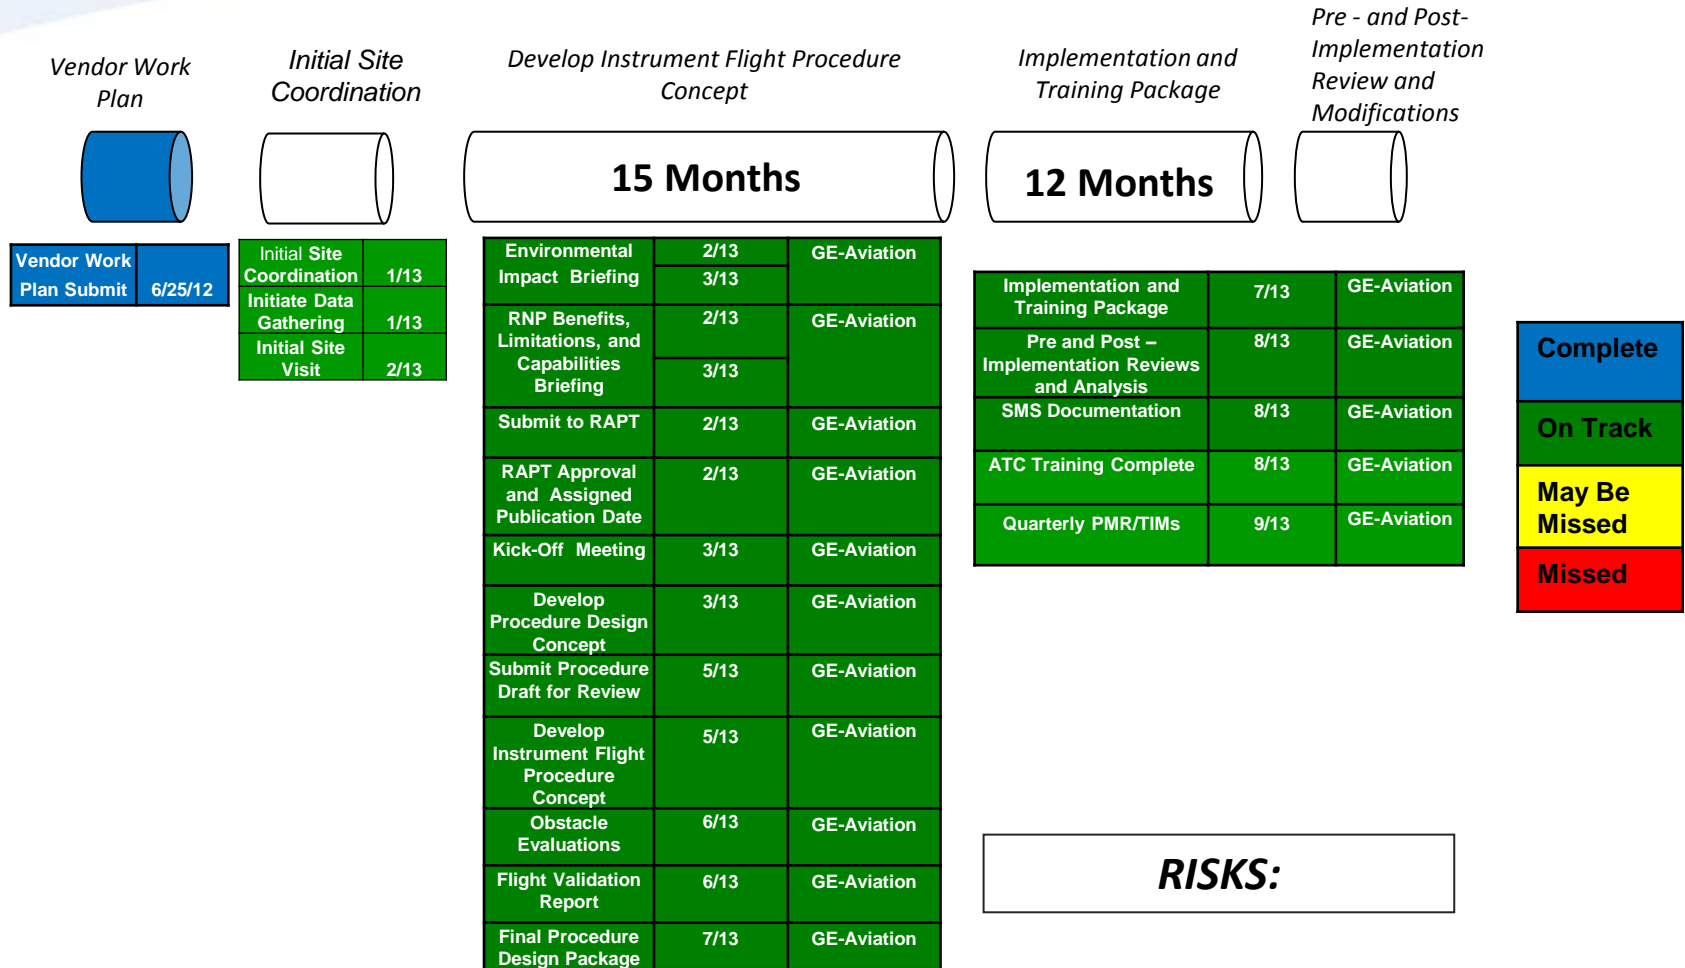 Vendor Work
Plan
Initial Site
Coordination
Develop Instrument Flight Procedure
Concept
Implementation and
Training Package
Pre - and Post-
Implementation
Review and
Modifications
15 Months
12 Months
Vendor Work
Plan Submit 6/25/12
Initial Site
Coordination 1/13
Initiate Data
Gathering 1/13
Initial Site
Visit 2/13
Environmental 2/13 GE-Aviation
Impact Briefing 3/13
RNP Benefits, 2/13 GE-Aviation
Limitations, and
Capabilities 3/13
Briefing
Submit to RAPT 2/13 GE-Aviation
RAPT Approval 2/13 GE-Aviation
and Assigned
Publication Date
Kick-Off Meeting 3/13 GE-Aviation
Develop 3/13 GE-Aviation
Procedure Design
Concept
Submit Procedure 5/13 GE-Aviation
Draft for Review
Develop 5/13 GE-Aviation
Instrument Flight
Procedure
Concept
Obstacle 6/13 GE-Aviation
Evaluations
Flight Validation 6/13 GE-Aviation
Report
Final Procedure 7/13 GE-Aviation
Design Package
Implementation and 7/13 GE-Aviation
Training Package
Pre and Post – 8/13 GE-Aviation
Implementation Reviews
and Analysis
SMS Documentation 8/13 GE-Aviation
ATC Training Complete 8/13 GE-Aviation
Quarterly PMR/TIMs 9/13 GE-Aviation
Complete
On Track
May Be
Missed
Missed
RISKS: